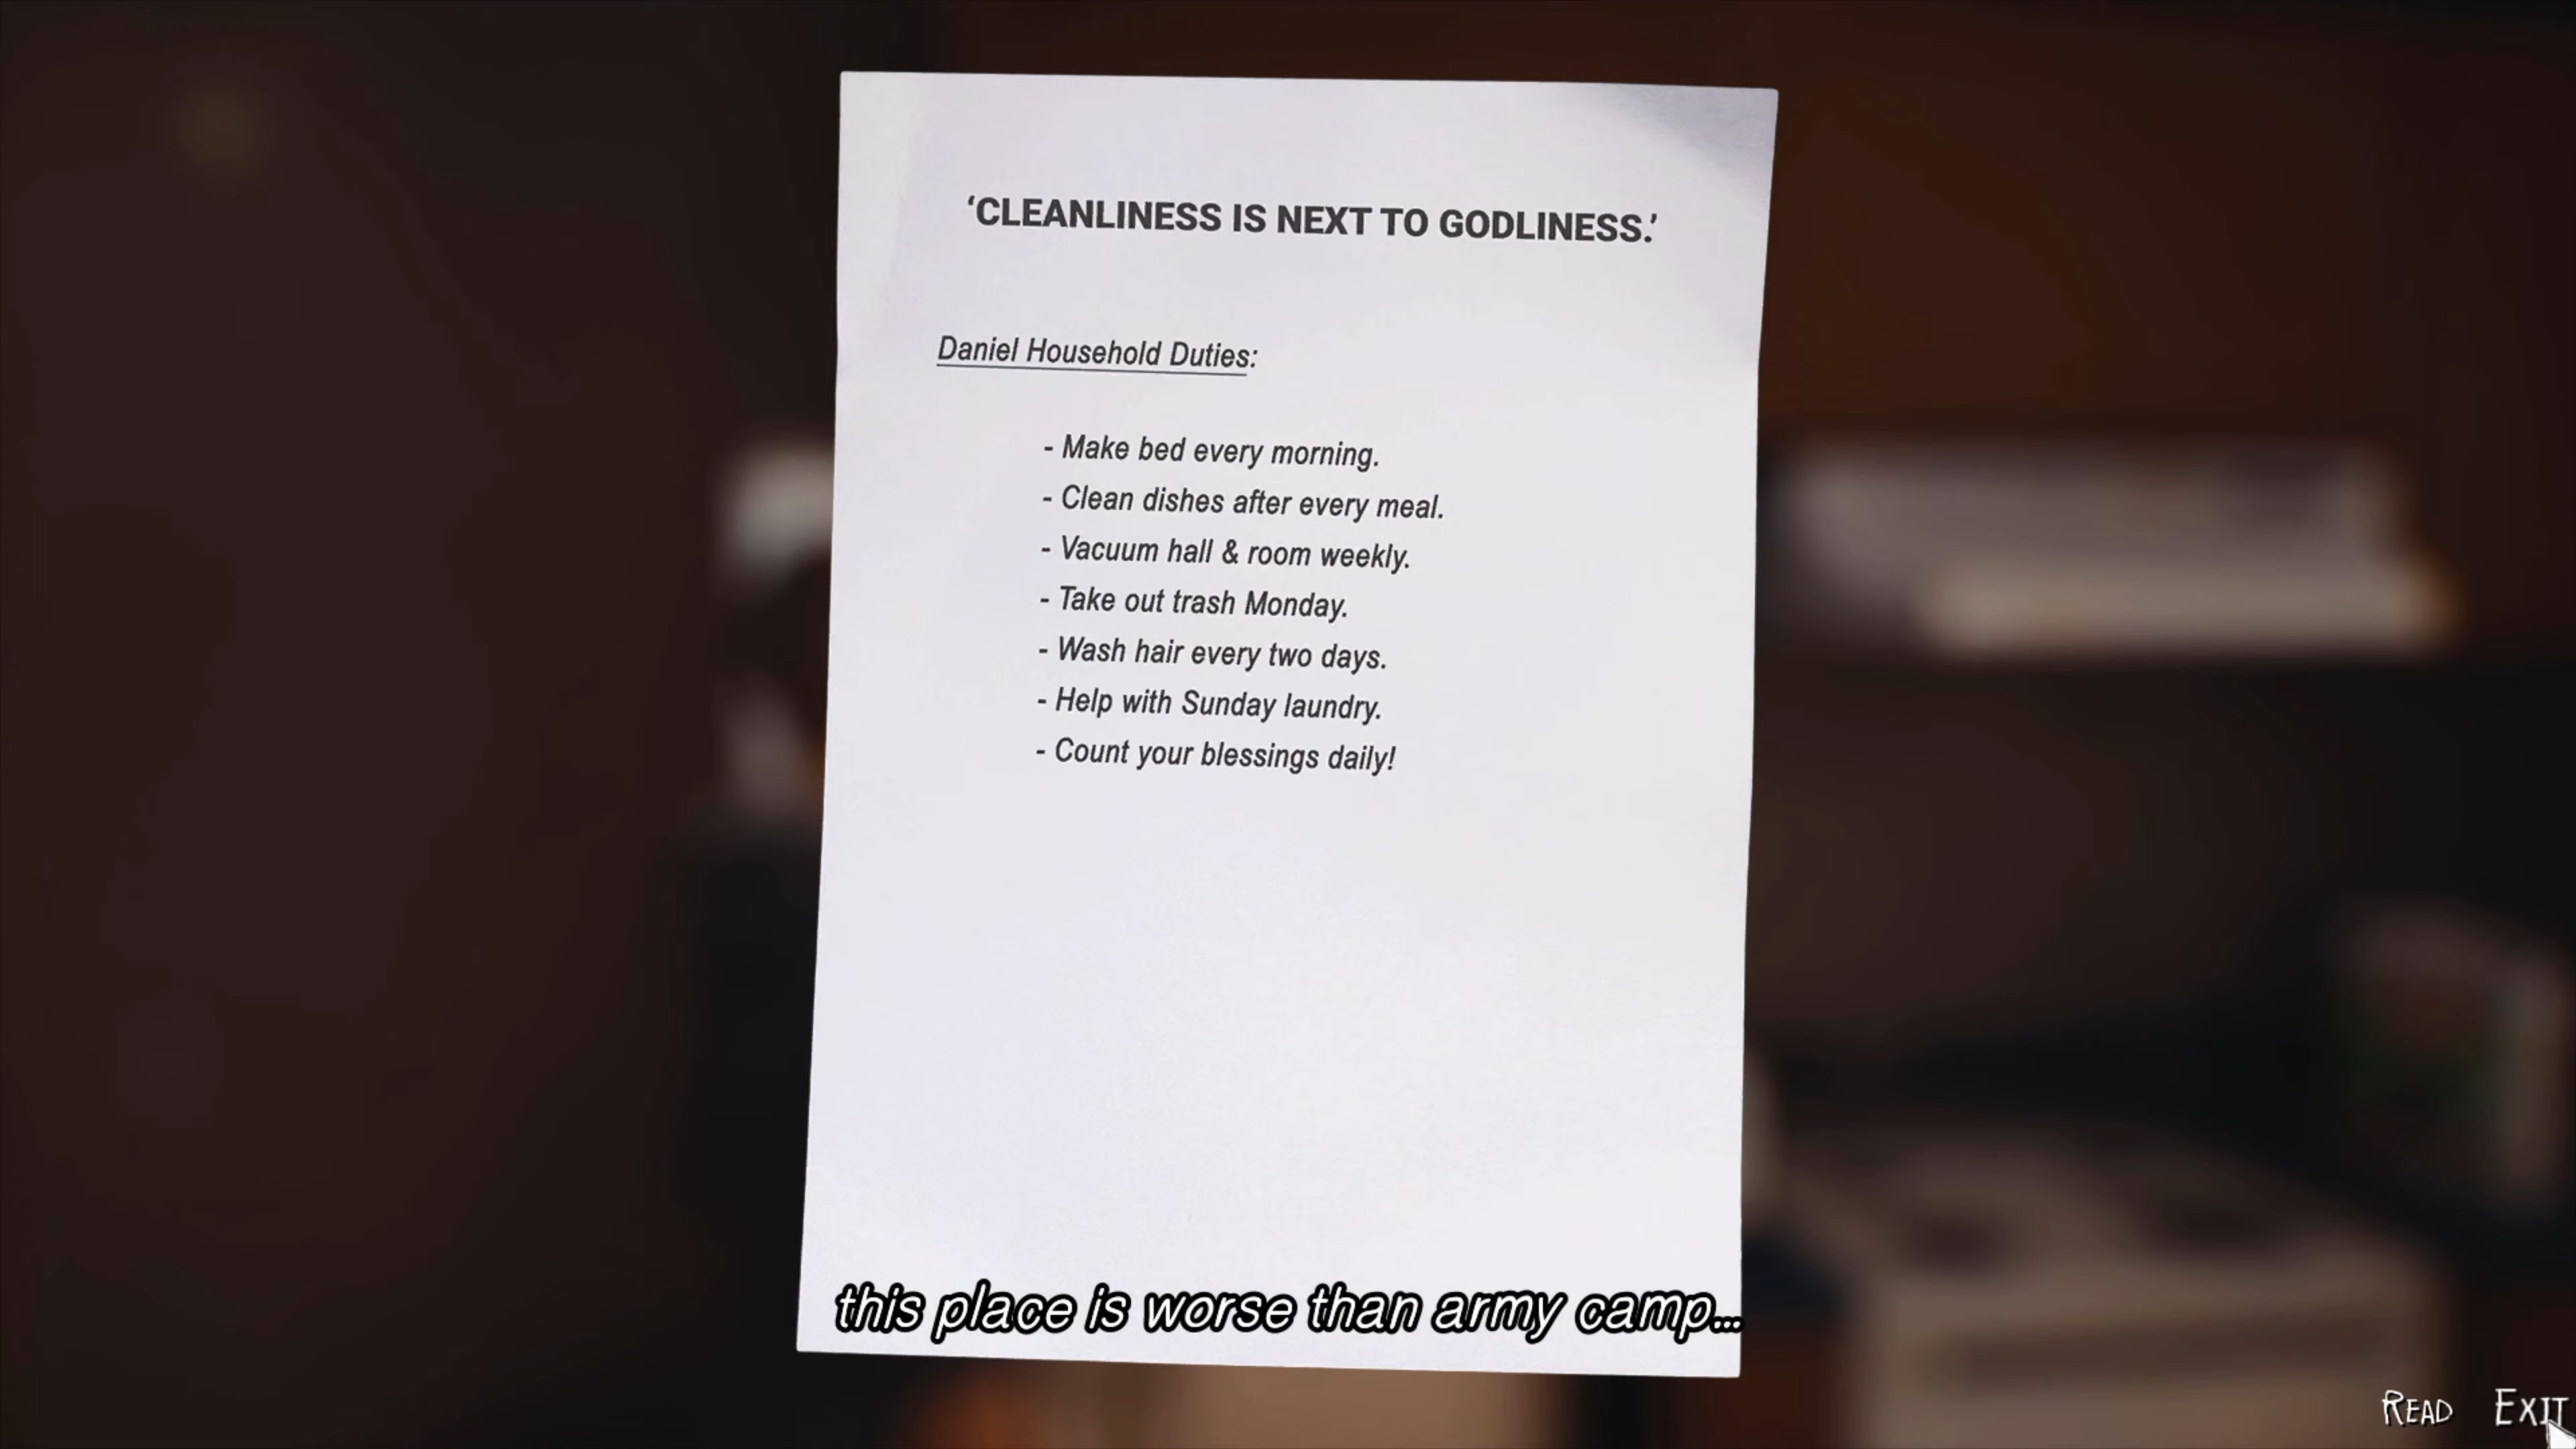 ‘CLEANLINESS IS NEXT TO GODLINESS.’
Daniel Household Duties:
- Make bed every morning.
- Clean dishes after every meal.
- Vacuum hall & room weekly.
- Take out trash Monday.
- Wash hair every two days.
- Help with Sunday laundry.
- Count your blessings daily!
this place is worse than army camp...
READ EXIT